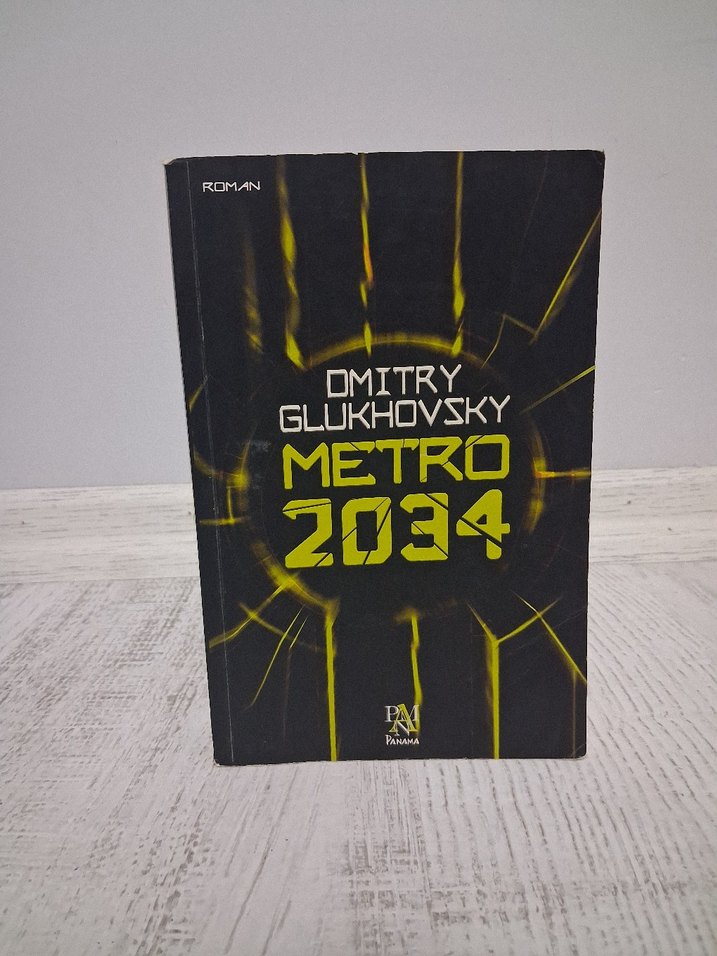 ROMAN
DMITRY
GLUKHOVSKY
METRO
2034
PANAMA